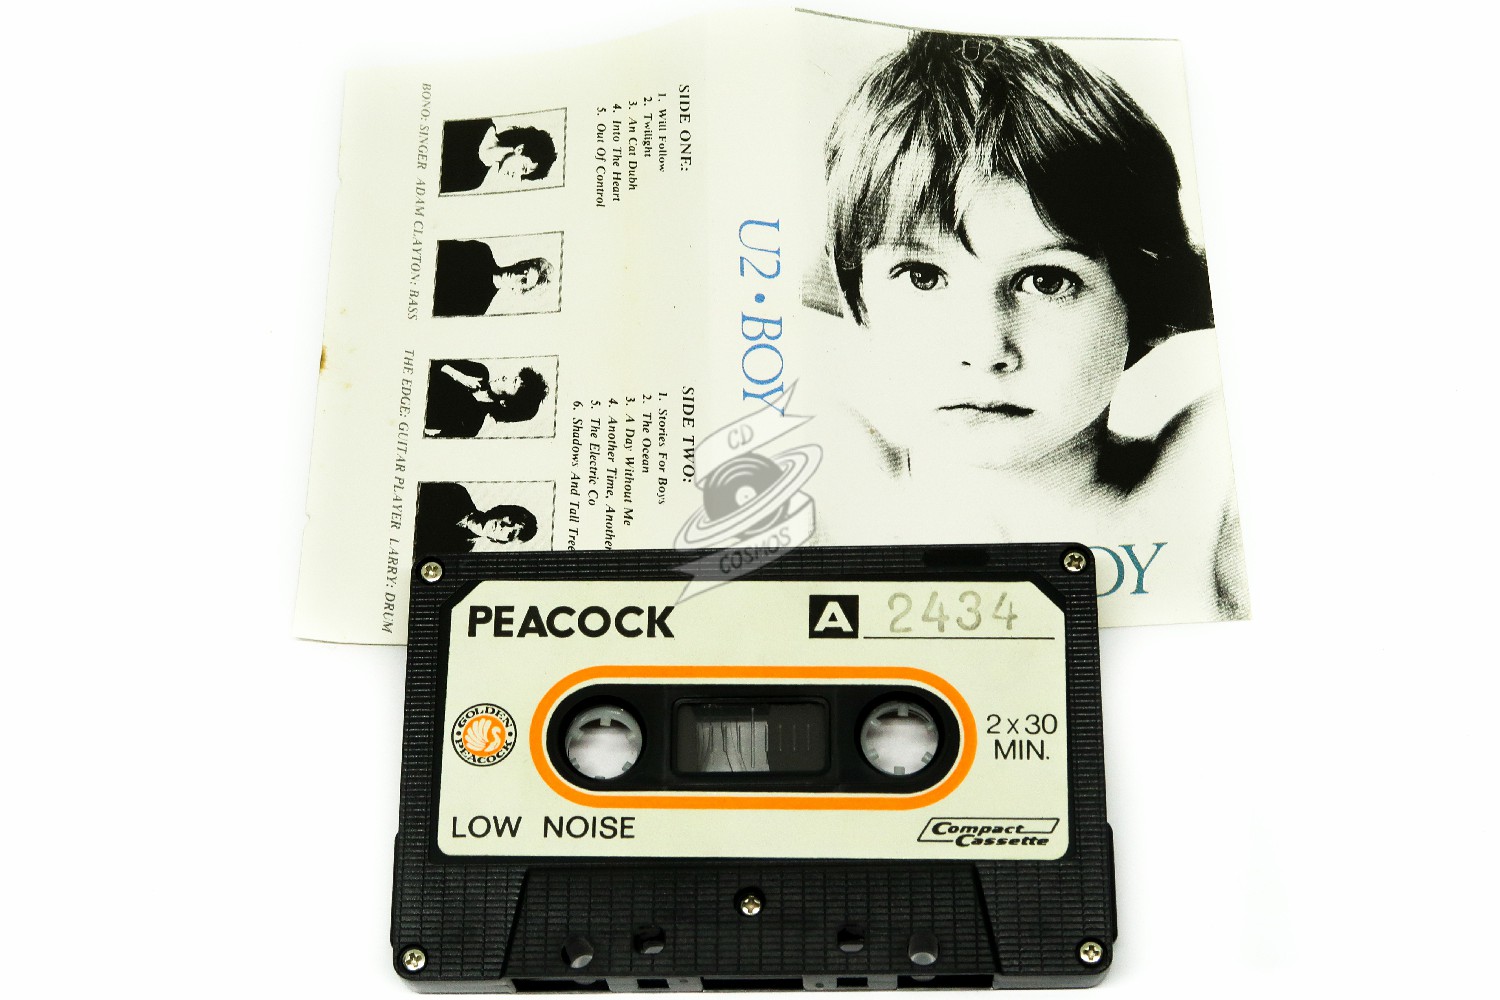 U2
U2 • BOY
SIDE ONE:
1. Will Follow
2. Twilight
3. An Cat Dubh
4. Into The Heart
5. Out Of Control
SIDE TWO:
1. Stories For Boys
2. The Ocean
3. A Day Without Me
4. Another Time, Another
5. The Electric Co
6. Shadows And Tall Tree
BONO: SINGER ADAM CLAYTON: BASS THE EDGE: GUITAR PLAYER LARRY: DRUM
OY
CD
COSMOS
PEACOCK
A 2434
GOLDEN
PEACOCK
2 x 30
MIN.
LOW NOISE
Compact
Cassette